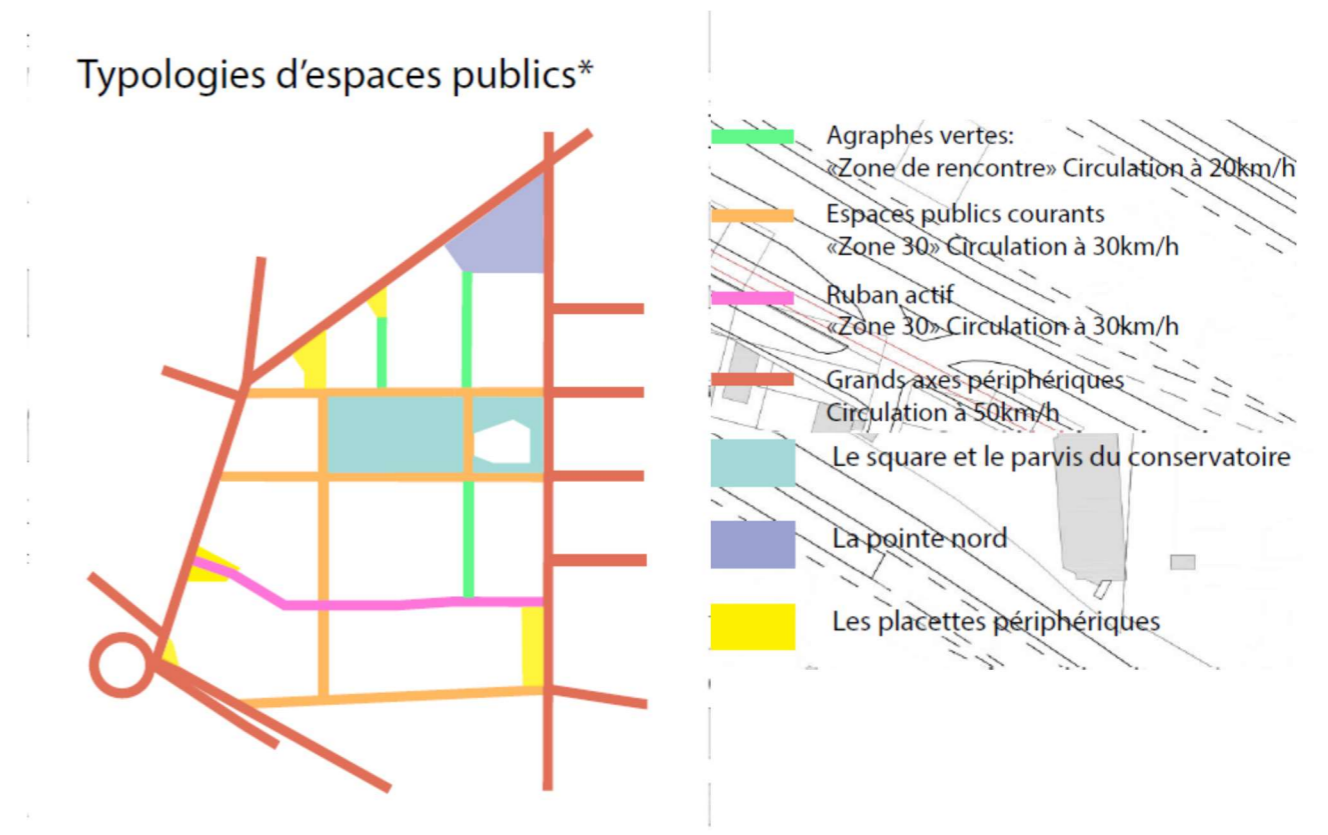 Typologies d'espaces publics*
Agraphes vertes:
«Zone de rencontre» Circulation à 20km/h
Espaces publics courants
«Zone 30» Circulation à 30km/h
Ruban actif
«Zone 30» Circulation à 30km/h
Grands axes périphériques
Circulation à 50km/h
Le square et le parvis du conservatoire
La pointe nord
Les placettes périphériques